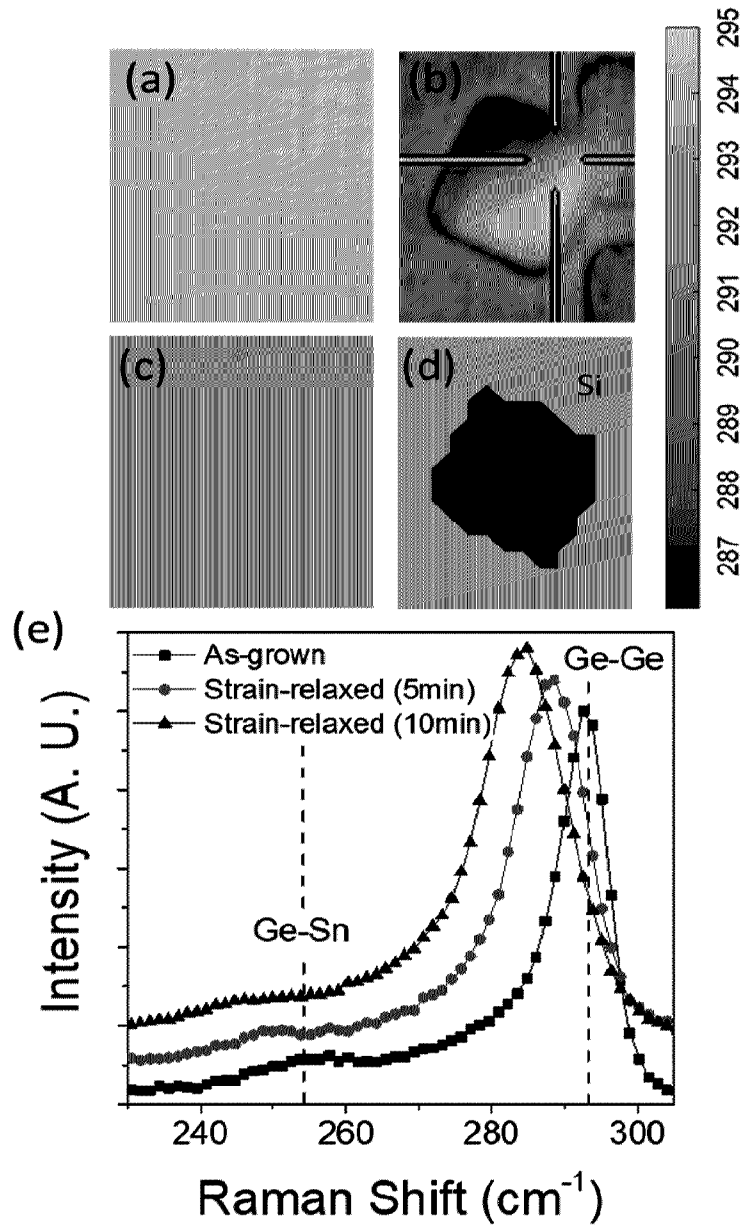 (a)
(b)
(c)
(d)
Si
295
294
293
292
291
290
289
288
287
(e)
As-grown
Strain-relaxed (5min)
Strain-relaxed (10min)
Ge-Ge
Ge-Sn
Intensity (A. U.)
240 260 280 300
Raman Shift (cm⁻¹)